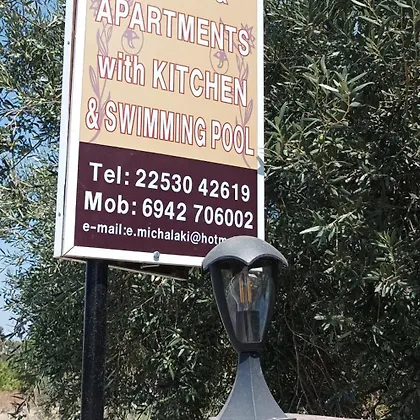 APARTMENTS
with KITCHEN
& SWIMMING POOL
Tel: 22530 42619
Mob: 6942 706002
e-mail:e.michalaki@hotm